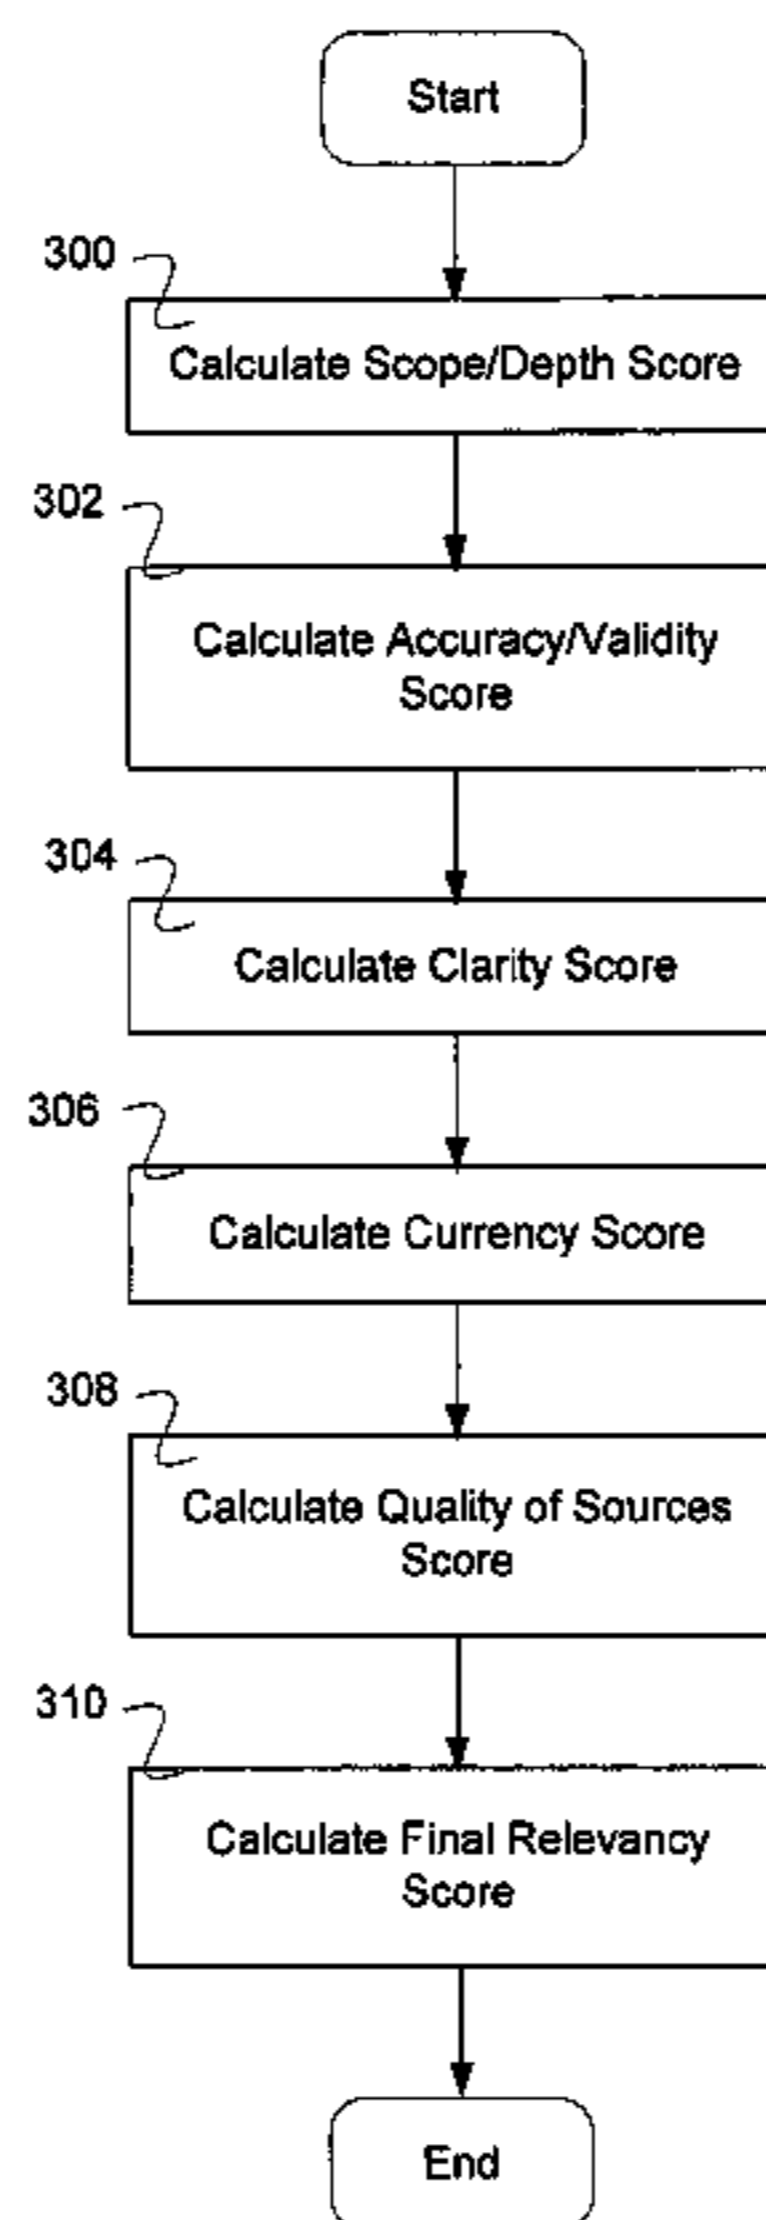 Start
300
Calculate Scope/Depth Score
302
Calculate Accuracy/Validity
Score
304
Calculate Clarity Score
306
Calculate Currency Score
308
Calculate Quality of Sources
Score
310
Calculate Final Relevancy
Score
End